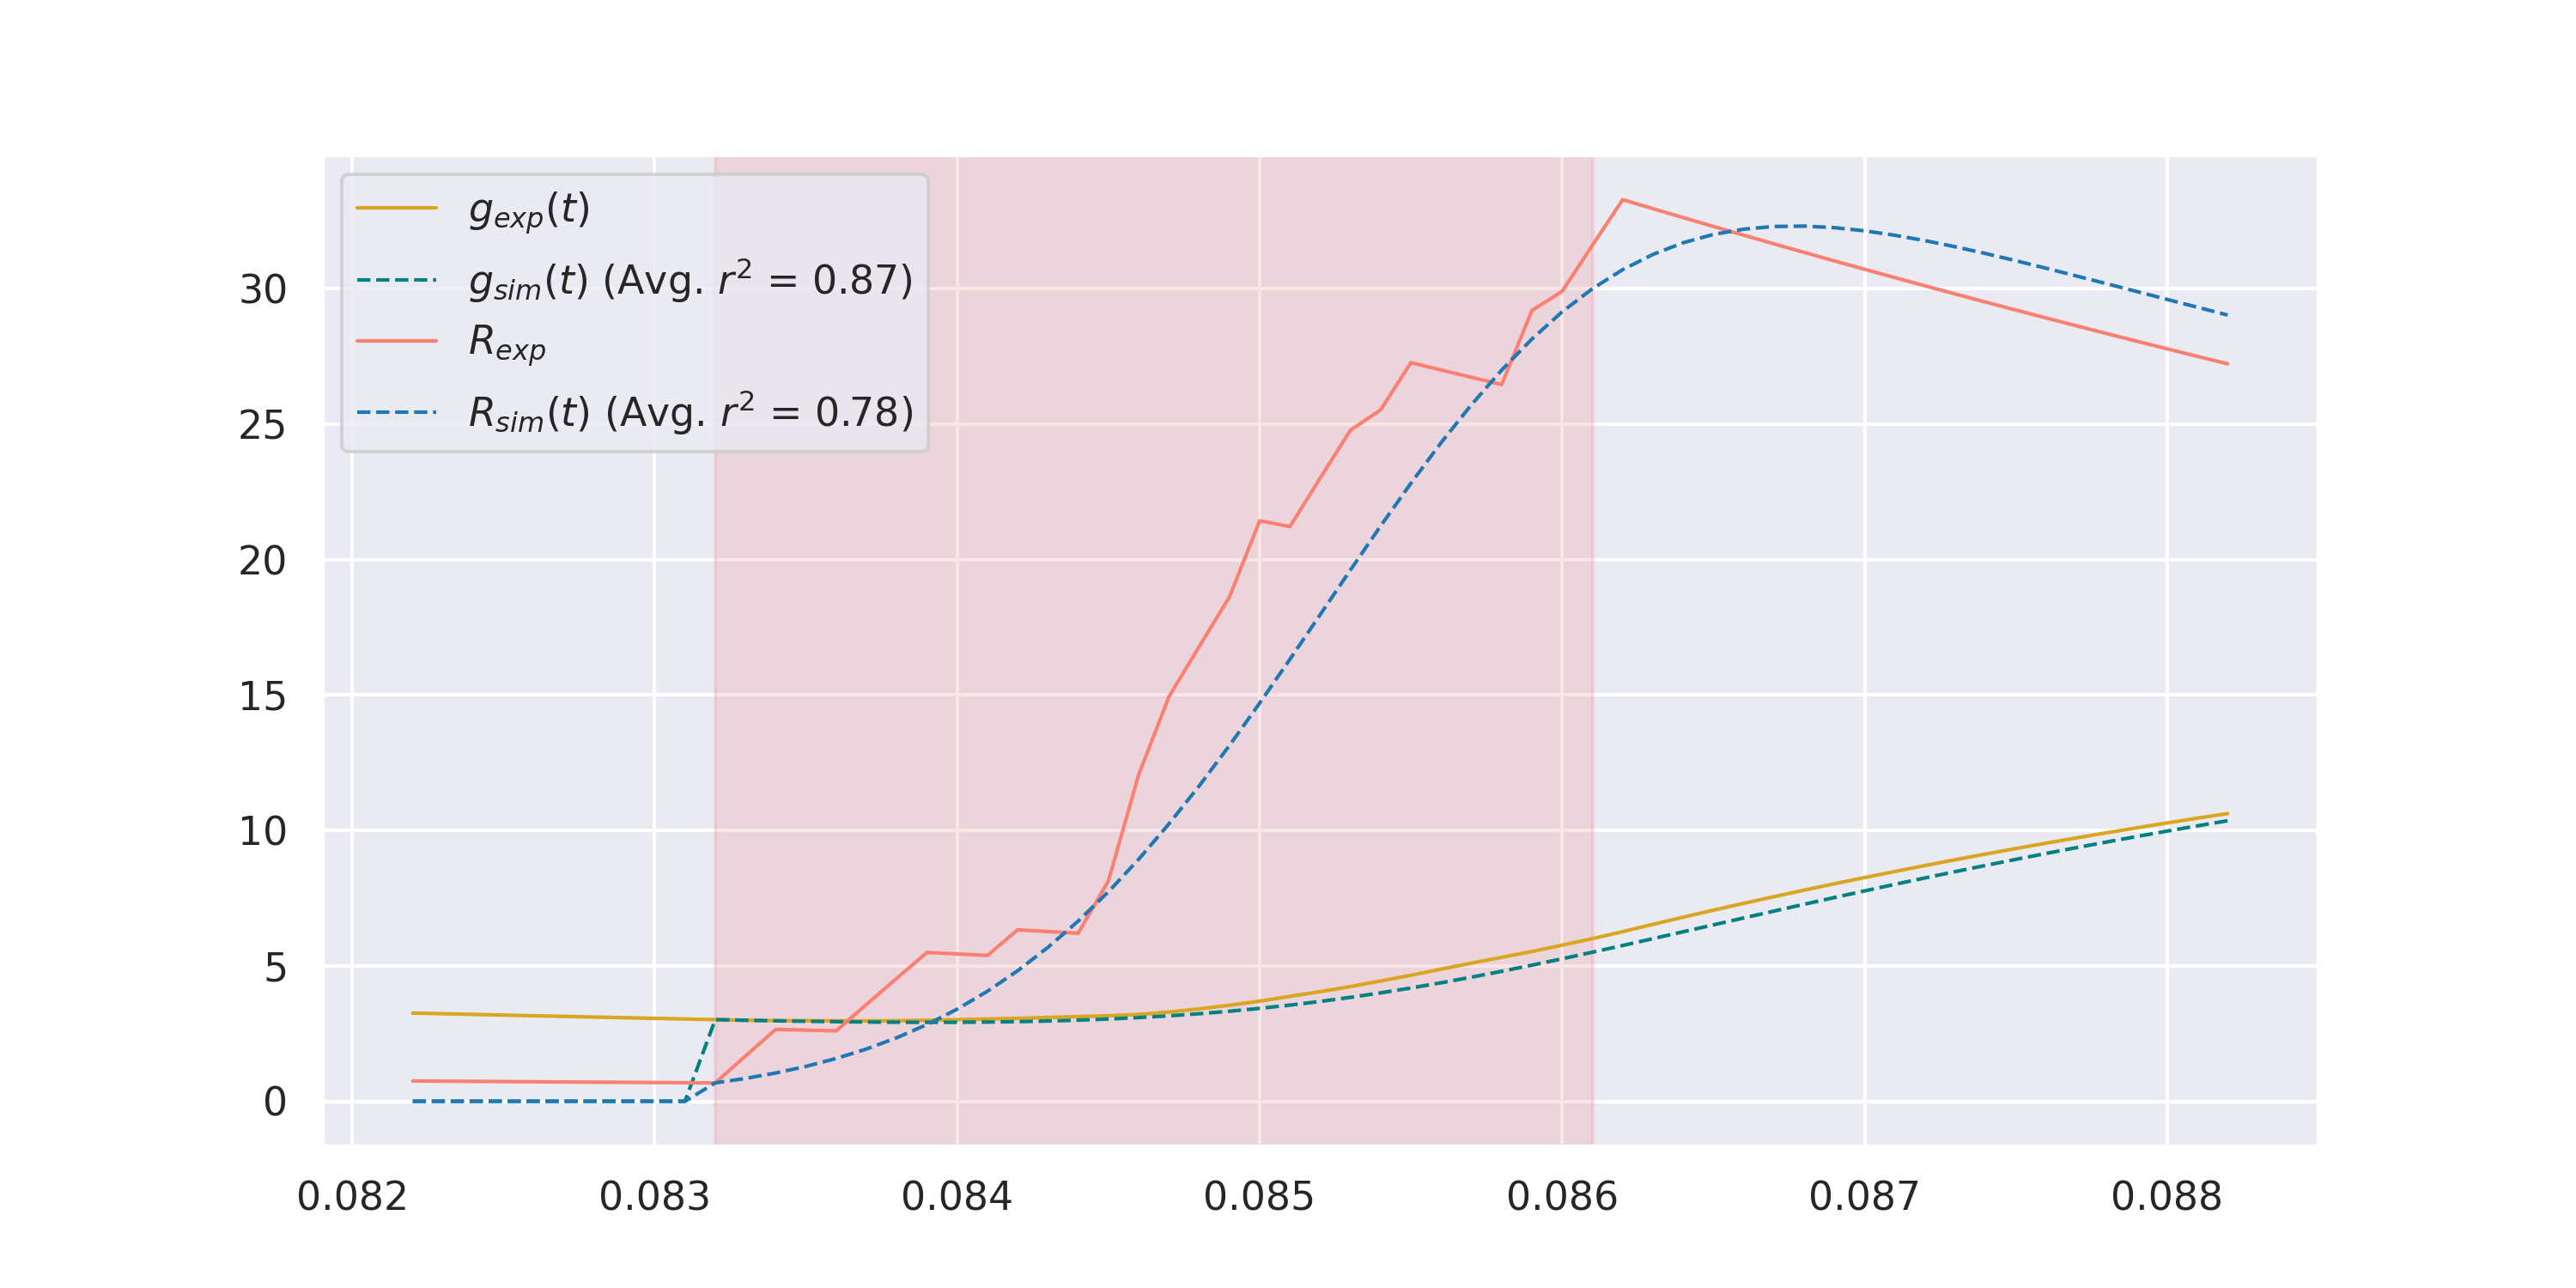 g_exp(t)
g_sim(t) (Avg. r² = 0.87)
R_exp
R_sim(t) (Avg. r² = 0.78)
30
25
20
15
10
5
0
0.082 0.083 0.084 0.085 0.086 0.087 0.088